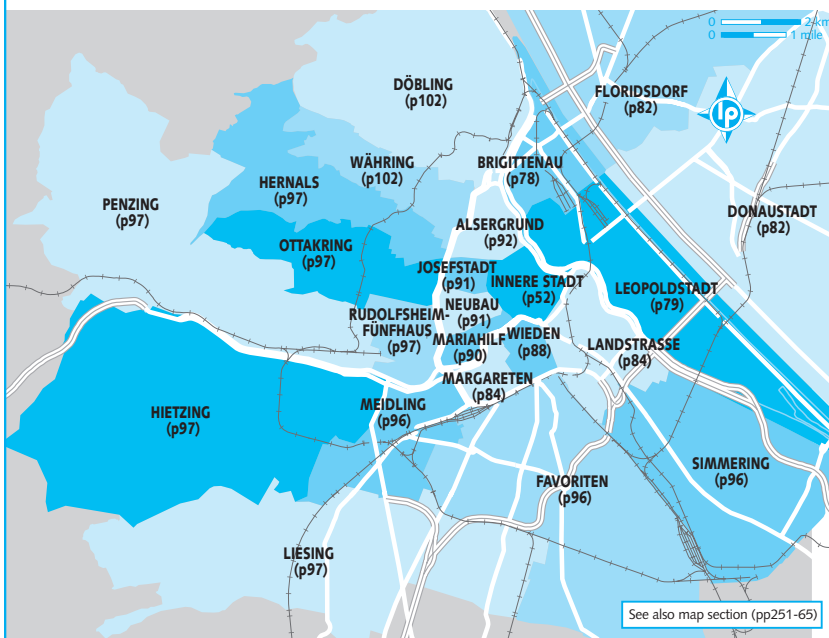 0 2 km
0 1 mile
lp
DÖBLING
(p102)
FLORIDSDORF
(p82)
WÄHRING
(p102)
BRIGITTENAU
(p78)
HERNALS
(p97)
PENZING
(p97)
DONAUSTADT
(p82)
ALSERGRUND
(p92)
OTTAKRING
(p97)
JOSEFSTADT
(p91)
INNERE STADT
(p52)
LEOPOLDSTADT
(p79)
NEUBAU
(p91)
RUDOLFSHEIM-
FÜNFHAUS
(p97)
MARIAHILF
(p90)
WIEDEN
(p88)
LANDSTRASSE
(p84)
MARGARETEN
(p84)
MEIDLING
(p96)
HIETZING
(p97)
SIMMERING
(p96)
FAVORITEN
(p96)
LIESING
(p97)
See also map section (pp251-65)